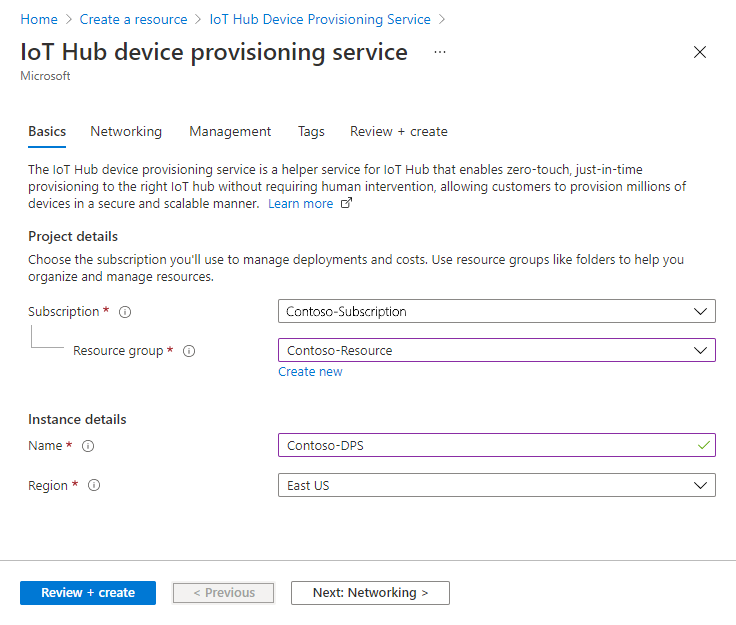 Home > Create a resource > IoT Hub Device Provisioning Service >
IoT Hub device provisioning service ...
Microsoft
Basics Networking Management Tags Review + create
The IoT Hub device provisioning service is a helper service for IoT Hub that enables zero-touch, just-in-time
provisioning to the right IoT hub without requiring human intervention, allowing customers to provision millions of
devices in a secure and scalable manner. Learn more
Project details
Choose the subscription you'll use to manage deployments and costs. Use resource groups like folders to help you
organize and manage resources.
Subscription * Contoso-Subscription
Resource group * Contoso-Resource
Create new
Instance details
Name * Contoso-DPS
Region * East US
Review + create < Previous Next: Networking >